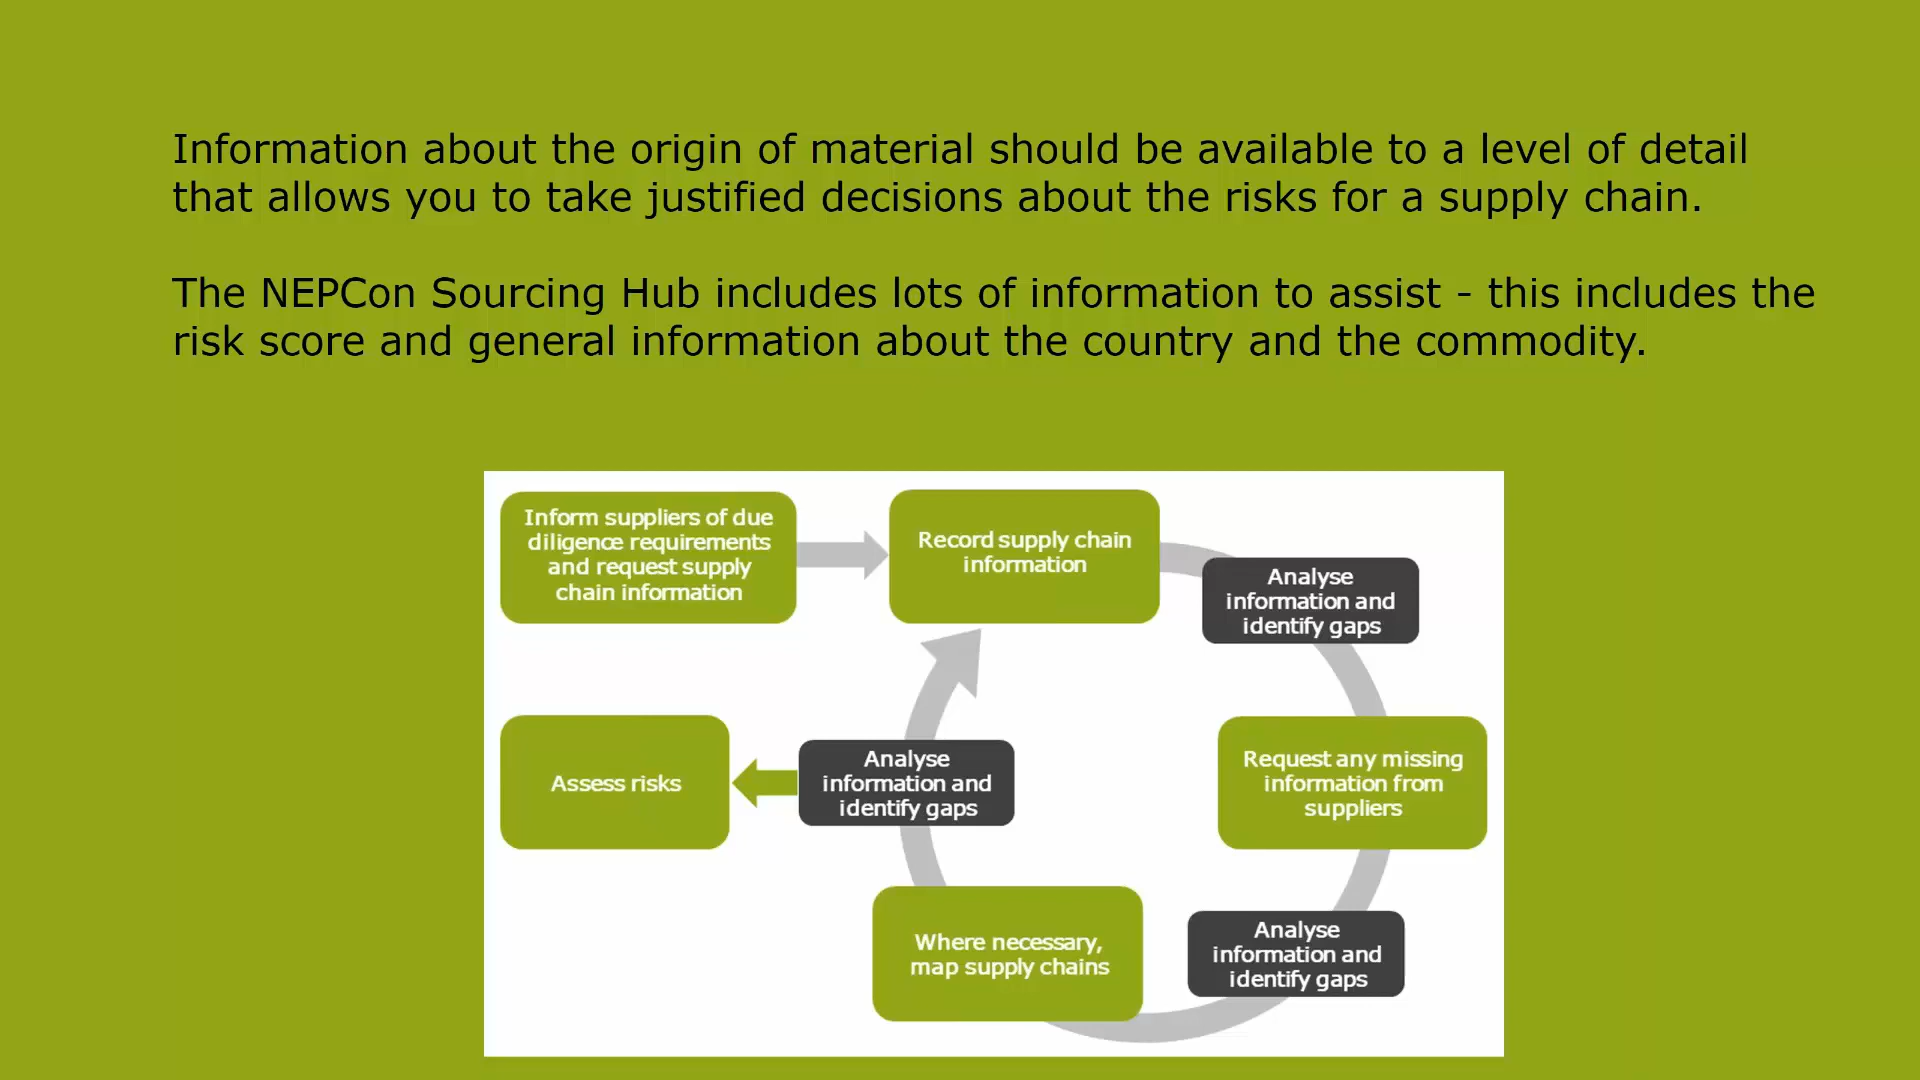 Information about the origin of material should be available to a level of detail
that allows you to take justified decisions about the risks for a supply chain.
The NEPCon Sourcing Hub includes lots of information to assist - this includes the
risk score and general information about the country and the commodity.
Inform suppliers of due
diligence requirements
and request supply
chain information
Record supply chain
information
Analyse
information and
identify gaps
Request any missing
information from
suppliers
Analyse
information and
identify gaps
Where necessary,
map supply chains
Analyse
information and
identify gaps
Assess risks